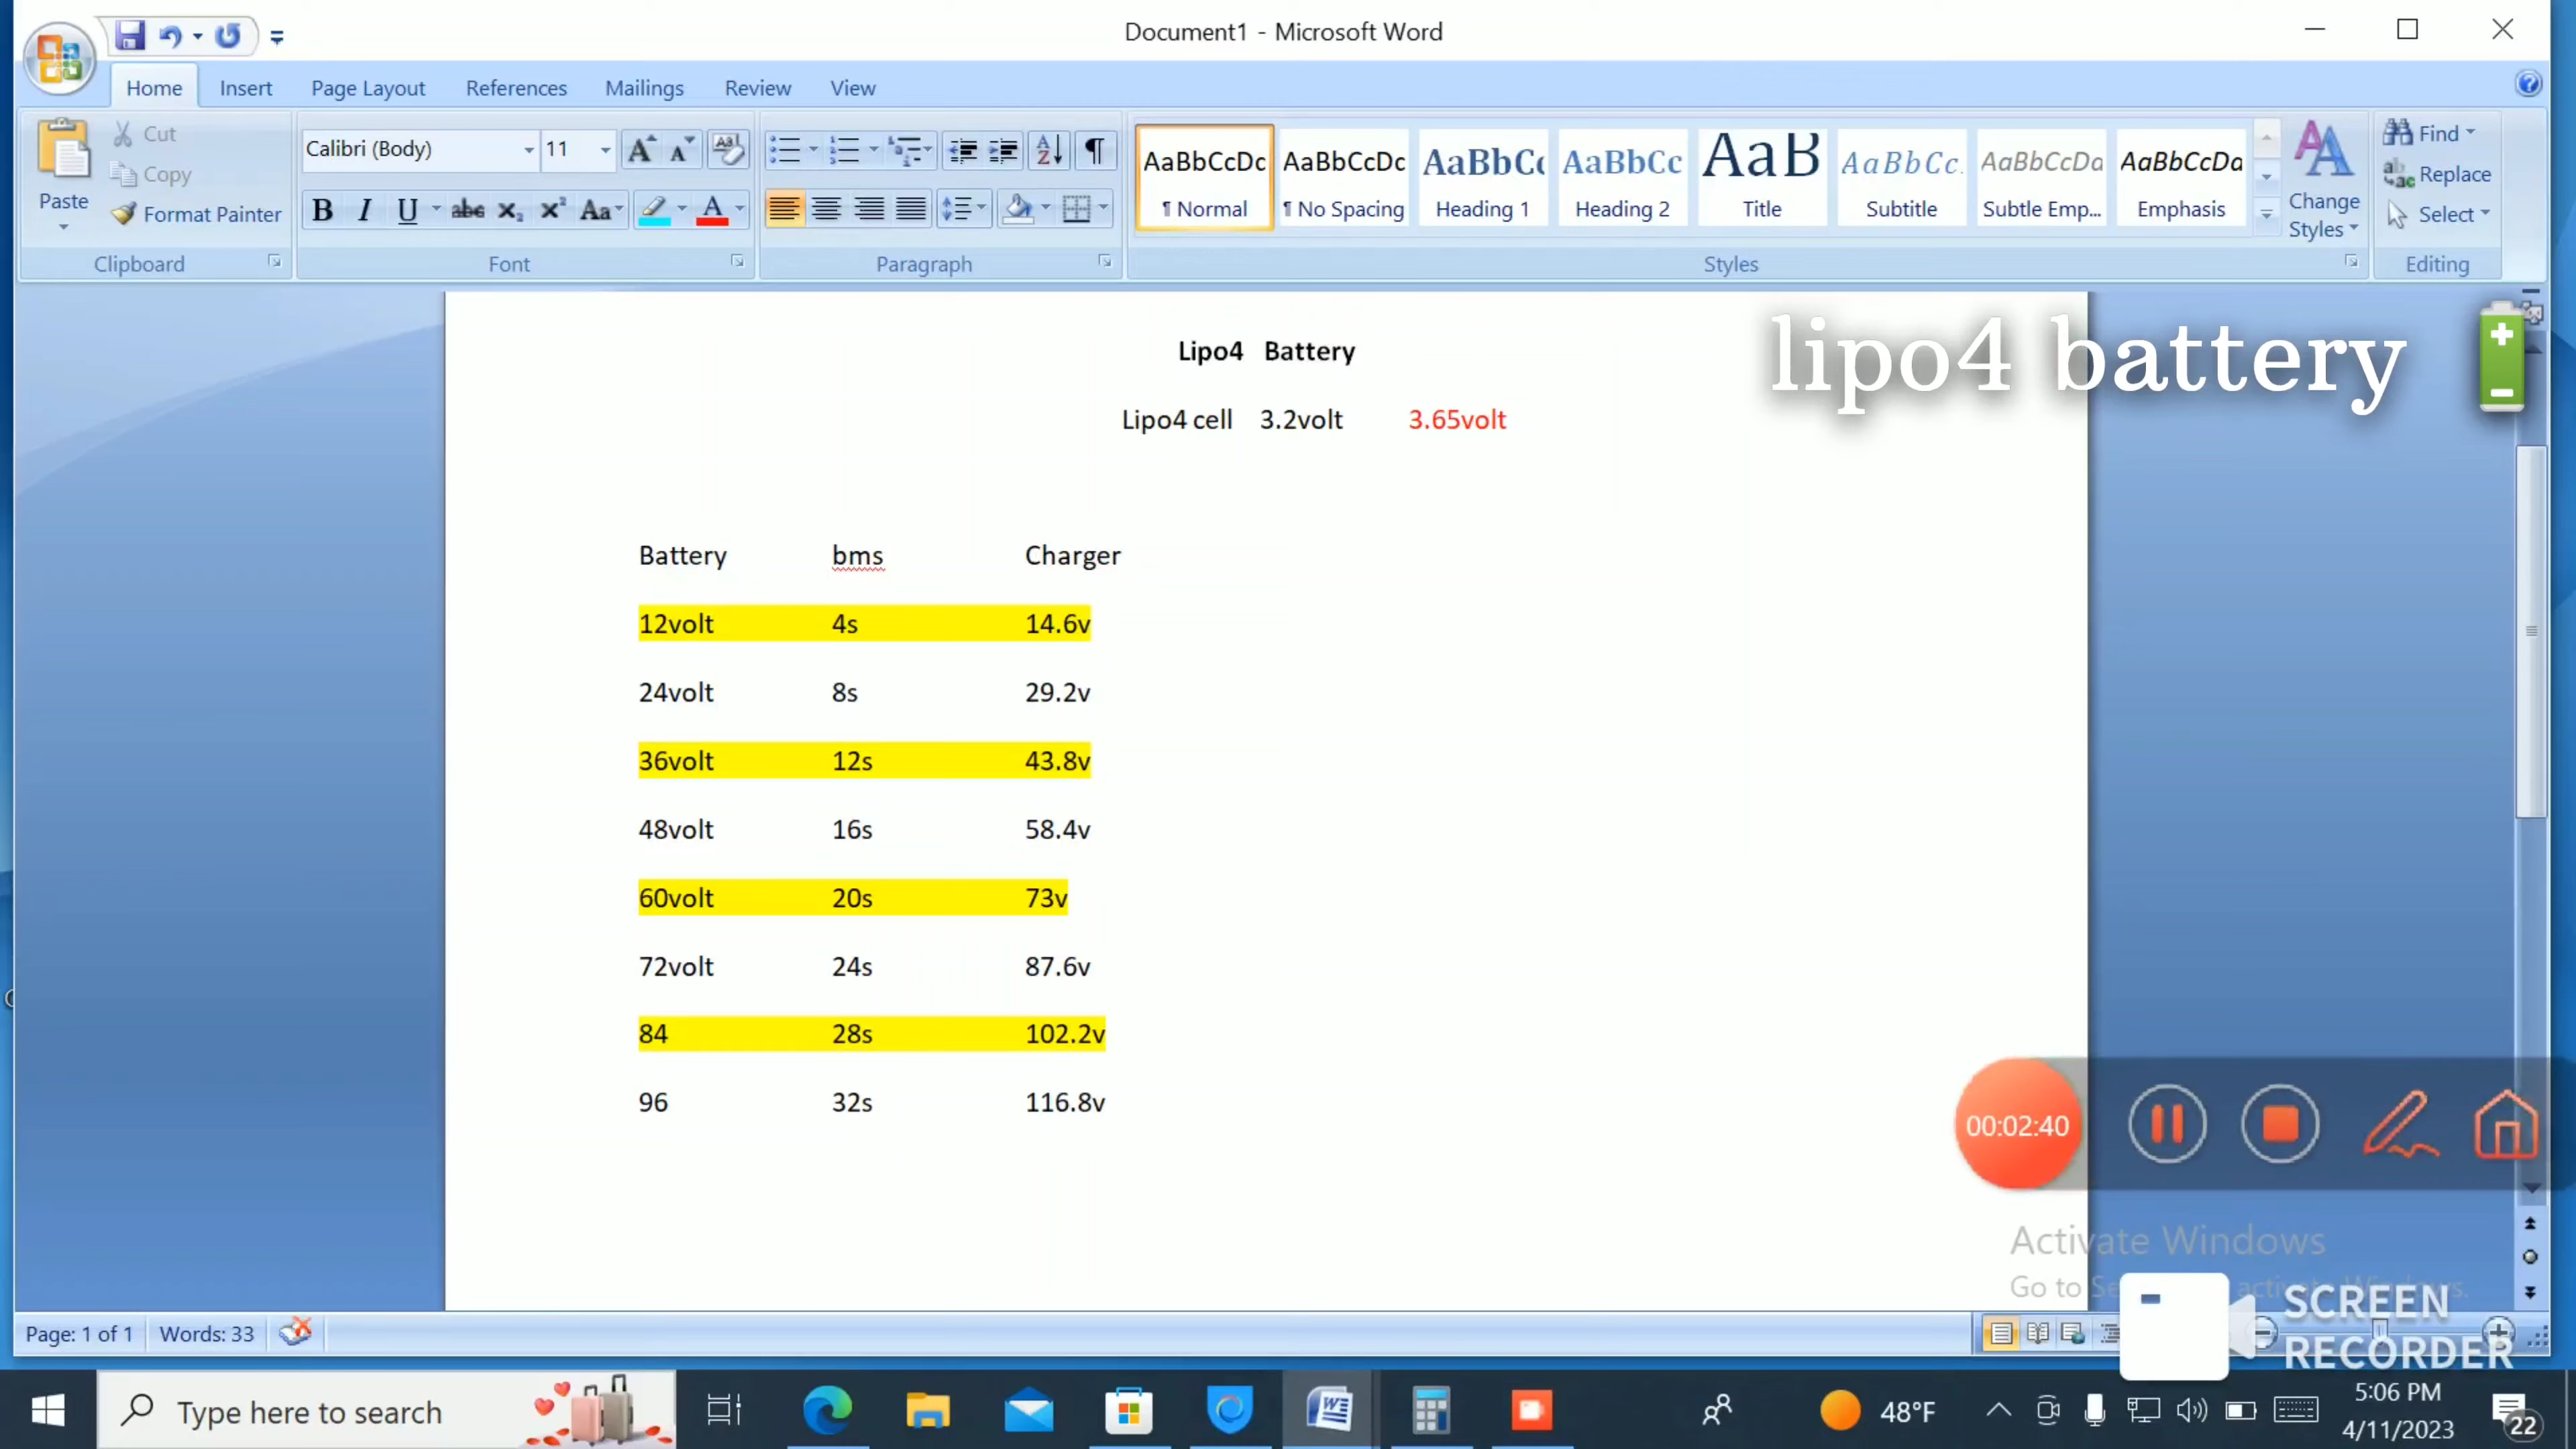 Document1 - Microsoft Word
Home Insert Page Layout References Mailings Review View
Paste
Cut
Copy
Format Painter
Clipboard
Calibri (Body) 11
Font
Paragraph
AaBbCcDc AaBbCcDc AaBbCc AaBbCc AaB AaBbCc. AaBbCcDa AaBbCcDa
¶ Normal ¶ No Spacing Heading 1 Heading 2 Title Subtitle Subtle Emp... Emphasis
Change Styles
Styles
Find
Replace
Select
Editing
lipo4 battery
Lipo4 Battery
Lipo4 cell 3.2volt 3.65volt
Battery bms Charger
12volt 4s 14.6v
24volt 8s 29.2v
36volt 12s 43.8v
48volt 16s 58.4v
60volt 20s 73v
72volt 24s 87.6v
84 28s 102.2v
96 32s 116.8v
00:02:40
Activate Windows
Go to
SCREEN
RECORDER
Page: 1 of 1 Words: 33
Type here to search
48°F
5:06 PM
4/11/2023
22